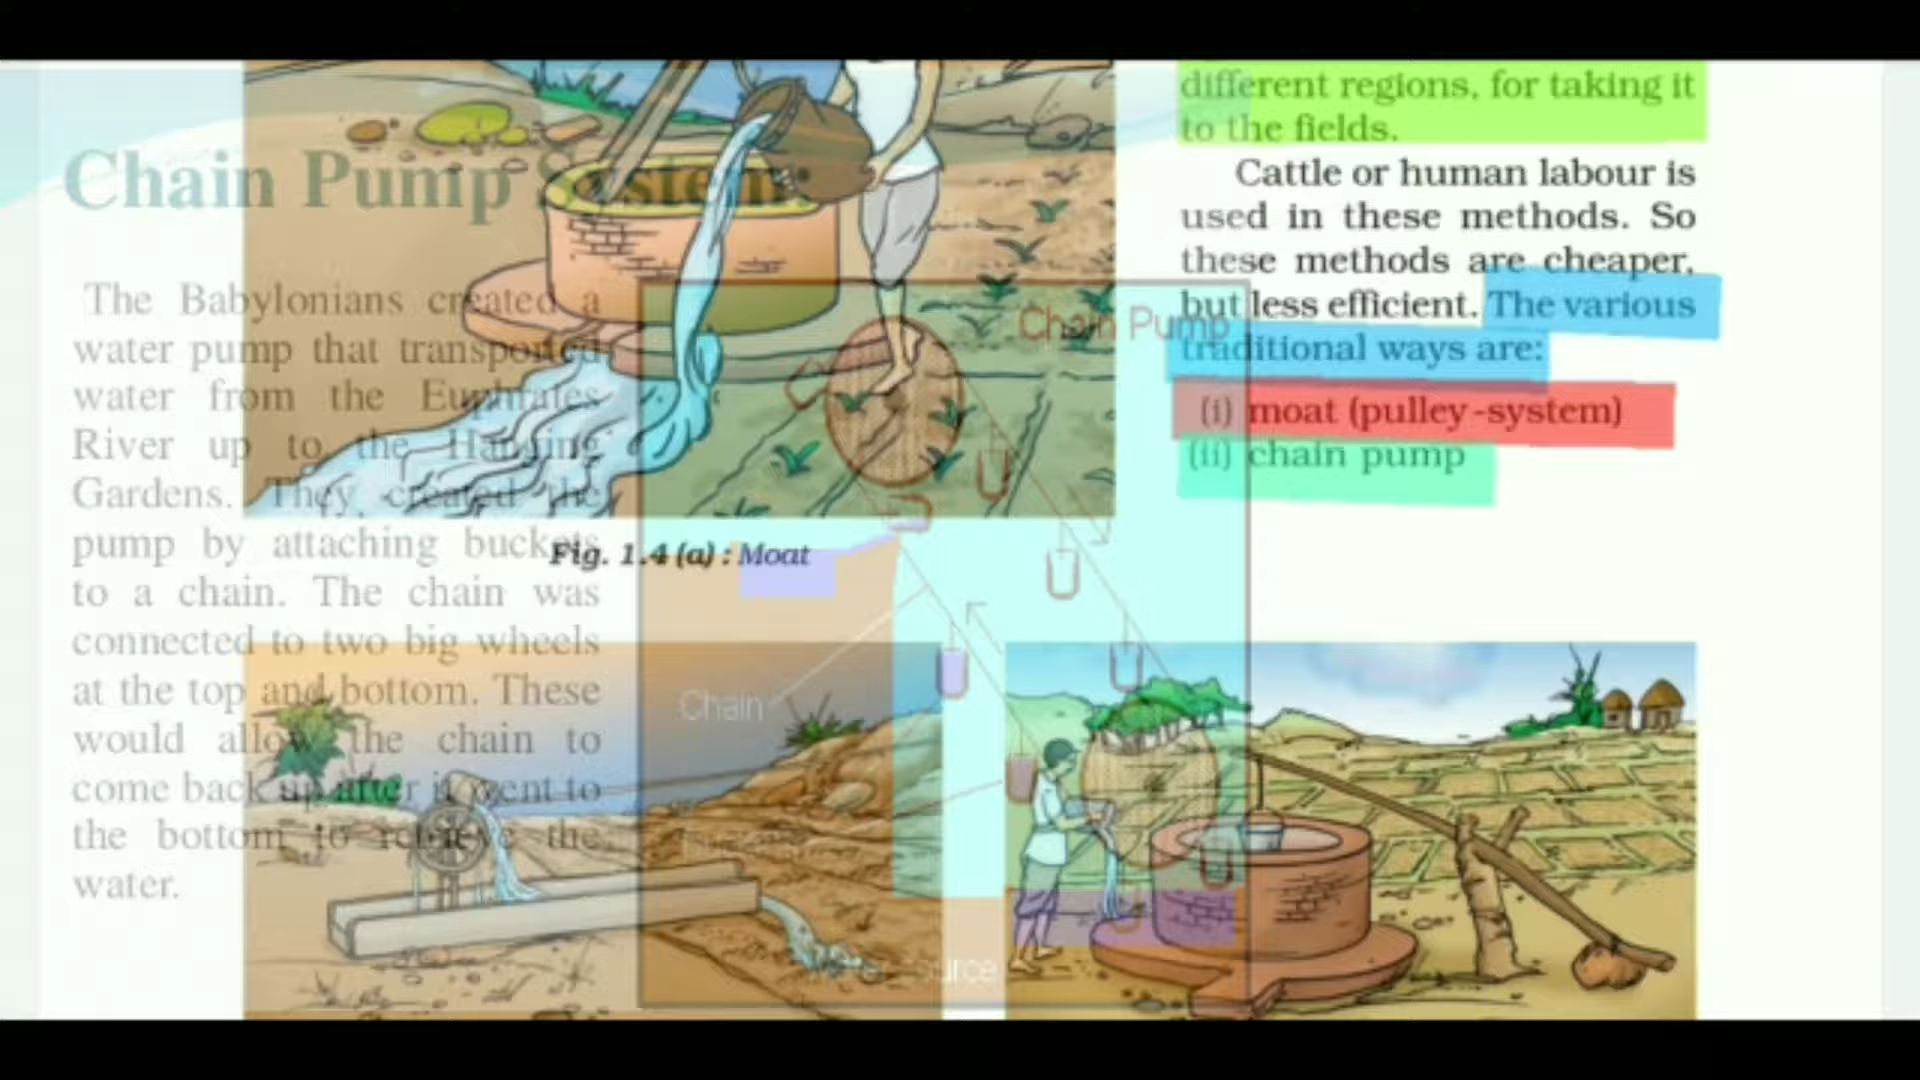 Chain Pump System:
The Babylonians created a
water pump that transported
water from the Euphrates
River up to the Hanging
Gardens. They created the
pump by attaching buckets
to a chain. The chain was
connected to two big wheels
at the top and bottom. These
would allow the chain to
come back up after it went to
the bottom to retrieve the
water.
Chain Pump
Chain
Source
Fig. 1.4 (a) : Moat
different regions, for taking it
to the fields.
Cattle or human labour is
used in these methods. So
these methods are cheaper,
but less efficient. The various
traditional ways are:
(i) moat (pulley-system)
(ii) chain pump